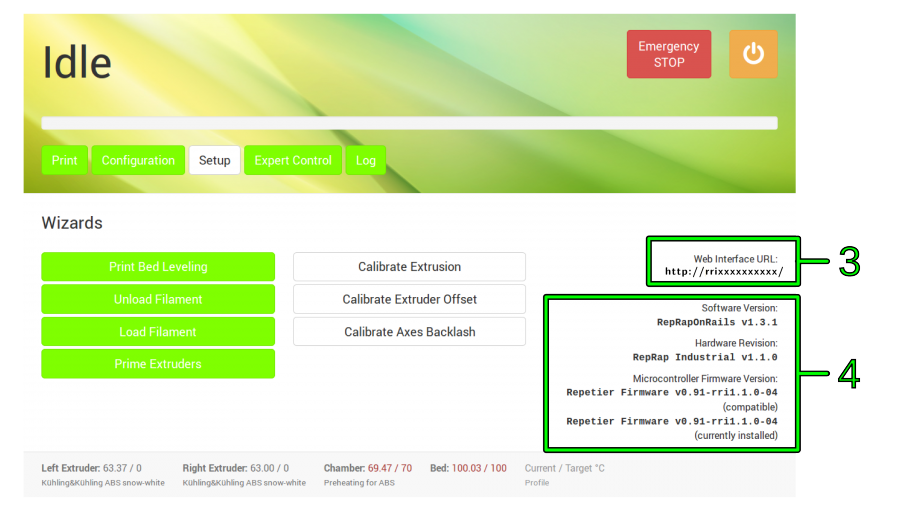 Idle
Emergency
STOP
Print Configuration Setup Expert Control Log
Wizards
Print Bed Leveling
Unload Filament
Load Filament
Prime Extruders
Calibrate Extrusion
Calibrate Extruder Offset
Calibrate Axes Backlash
Web Interface URL:
http://rrixxxxxxxxxx/
3
Software Version:
RepRapOnRails v1.3.1
Hardware Revision:
RepRap Industrial v1.1.0
Microcontroller Firmware Version:
Repetier Firmware v0.91-rri1.1.0-04
(compatible)
Repetier Firmware v0.91-rri1.1.0-04
(currently installed)
4
Left Extruder: 63.37 / 0
Kühling&Kühling ABS snow-white
Right Extruder: 63.00 / 0
Kühling&Kühling ABS snow-white
Chamber: 69.47 / 70
Preheating for ABS
Bed: 100.03 / 100
Current / Target °C
Profile